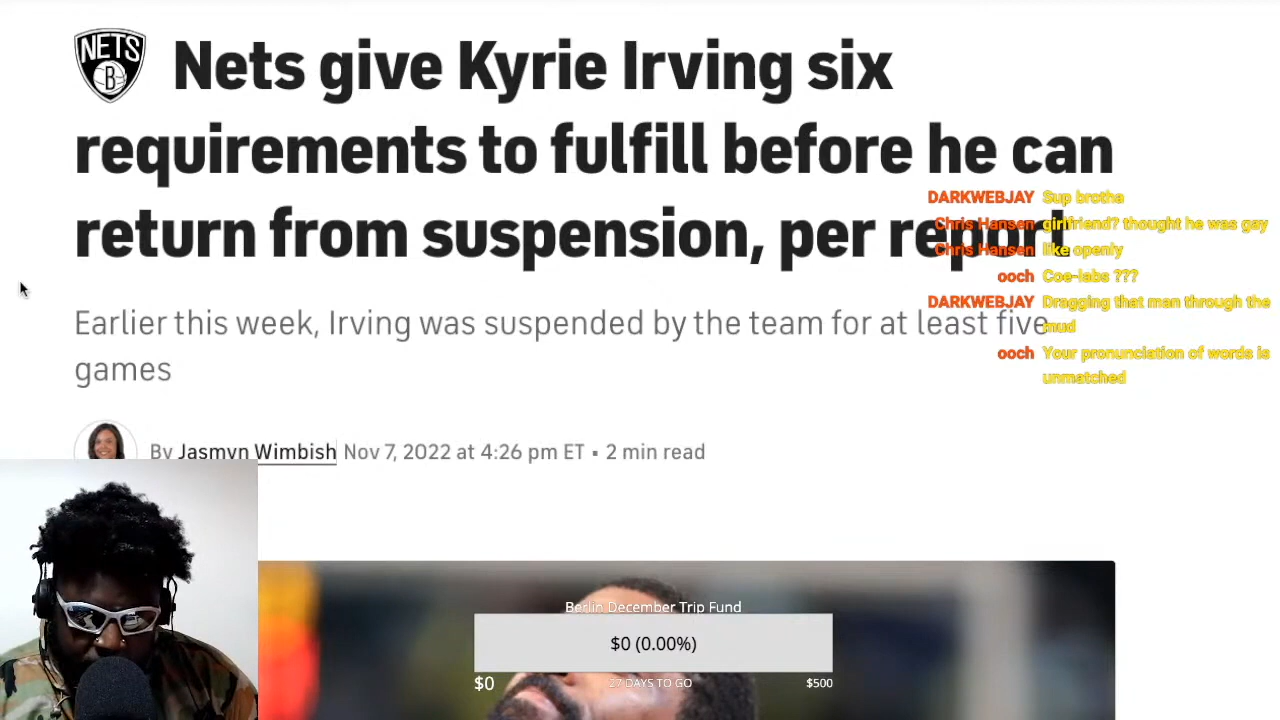 NETS
B
Nets give Kyrie Irving six
requirements to fulfill before he can
return from suspension, per report
Earlier this week, Irving was suspended by the team for at least five
games
By Jasmyn Wimbish Nov 7, 2022 at 4:26 pm ET • 2 min read
DARKWEBJAY Sup brotha
Chris Hansen girlfriend? thought he was gay
Chris Hansen like openly
ooch Coe-labs ???
DARKWEBJAY Dragging that man through the
mud
ooch Your pronunciation of words is
unmatched
Berlin December Trip Fund
$0 (0.00%)
$0 27 DAYS TO GO $500